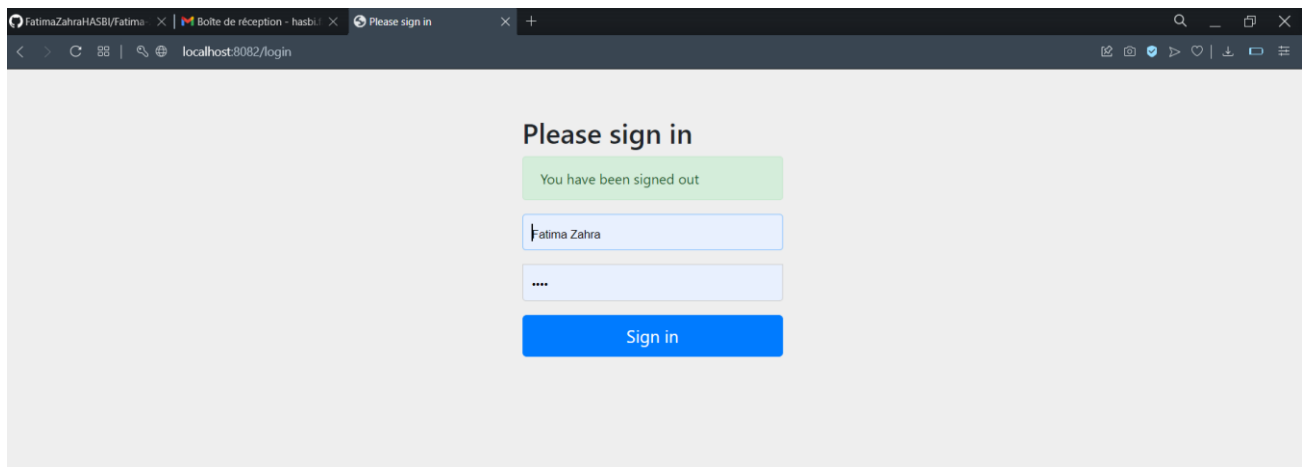 FatimaZahraHASBI/Fatima-
Boîte de réception - hasbi.f
Please sign in
localhost:8082/login
Please sign in
You have been signed out
Fatima Zahra
••••
Sign in